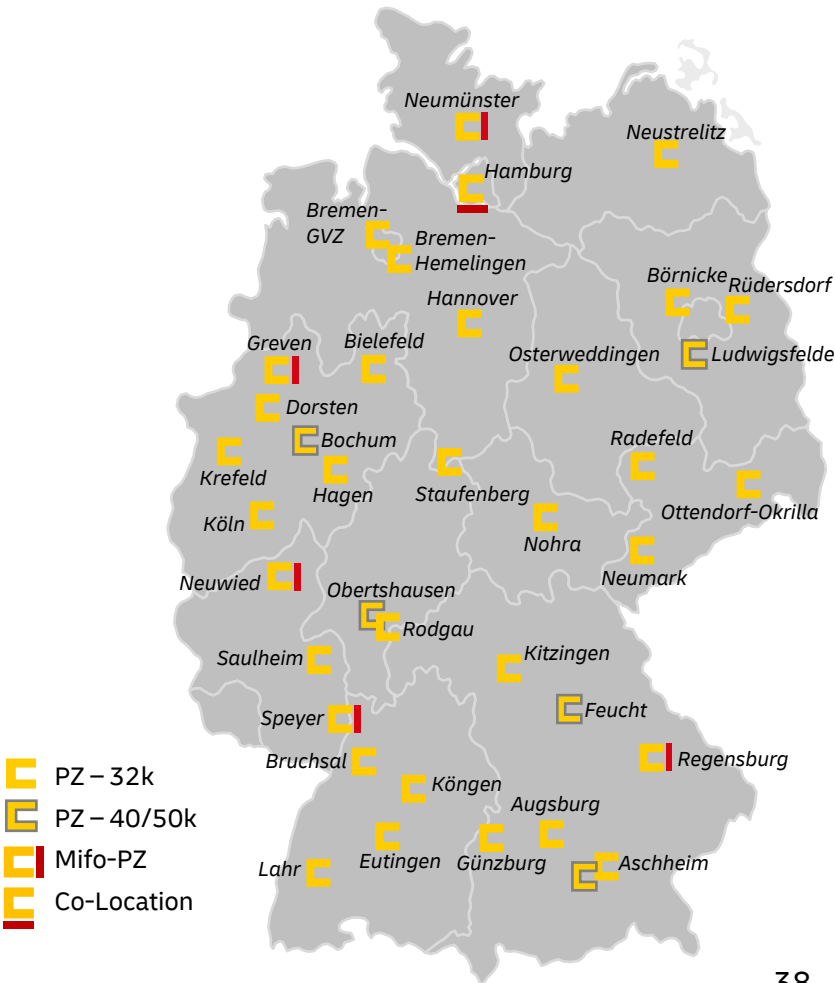 Neumünster
Neustrelitz
Hamburg
Bremen-
GVZ
Bremen-
Hemelingen
Börnicke
Rüdersdorf
Hannover
Greven
Bielefeld
Osterweddingen
Ludwigsfelde
Dorsten
Bochum
Radefeld
Krefeld
Hagen
Staufenberg
Ottendorf-Okrilla
Köln
Nohra
Neumark
Neuwied
Obertshausen
Rodgau
Saulheim
Kitzingen
Speyer
Feucht
Bruchsal
Regensburg
Köngen
Augsburg
Lahr
Eutingen
Günzburg
Aschheim
PZ – 32k
PZ – 40/50k
Mifo-PZ
Co-Location
38